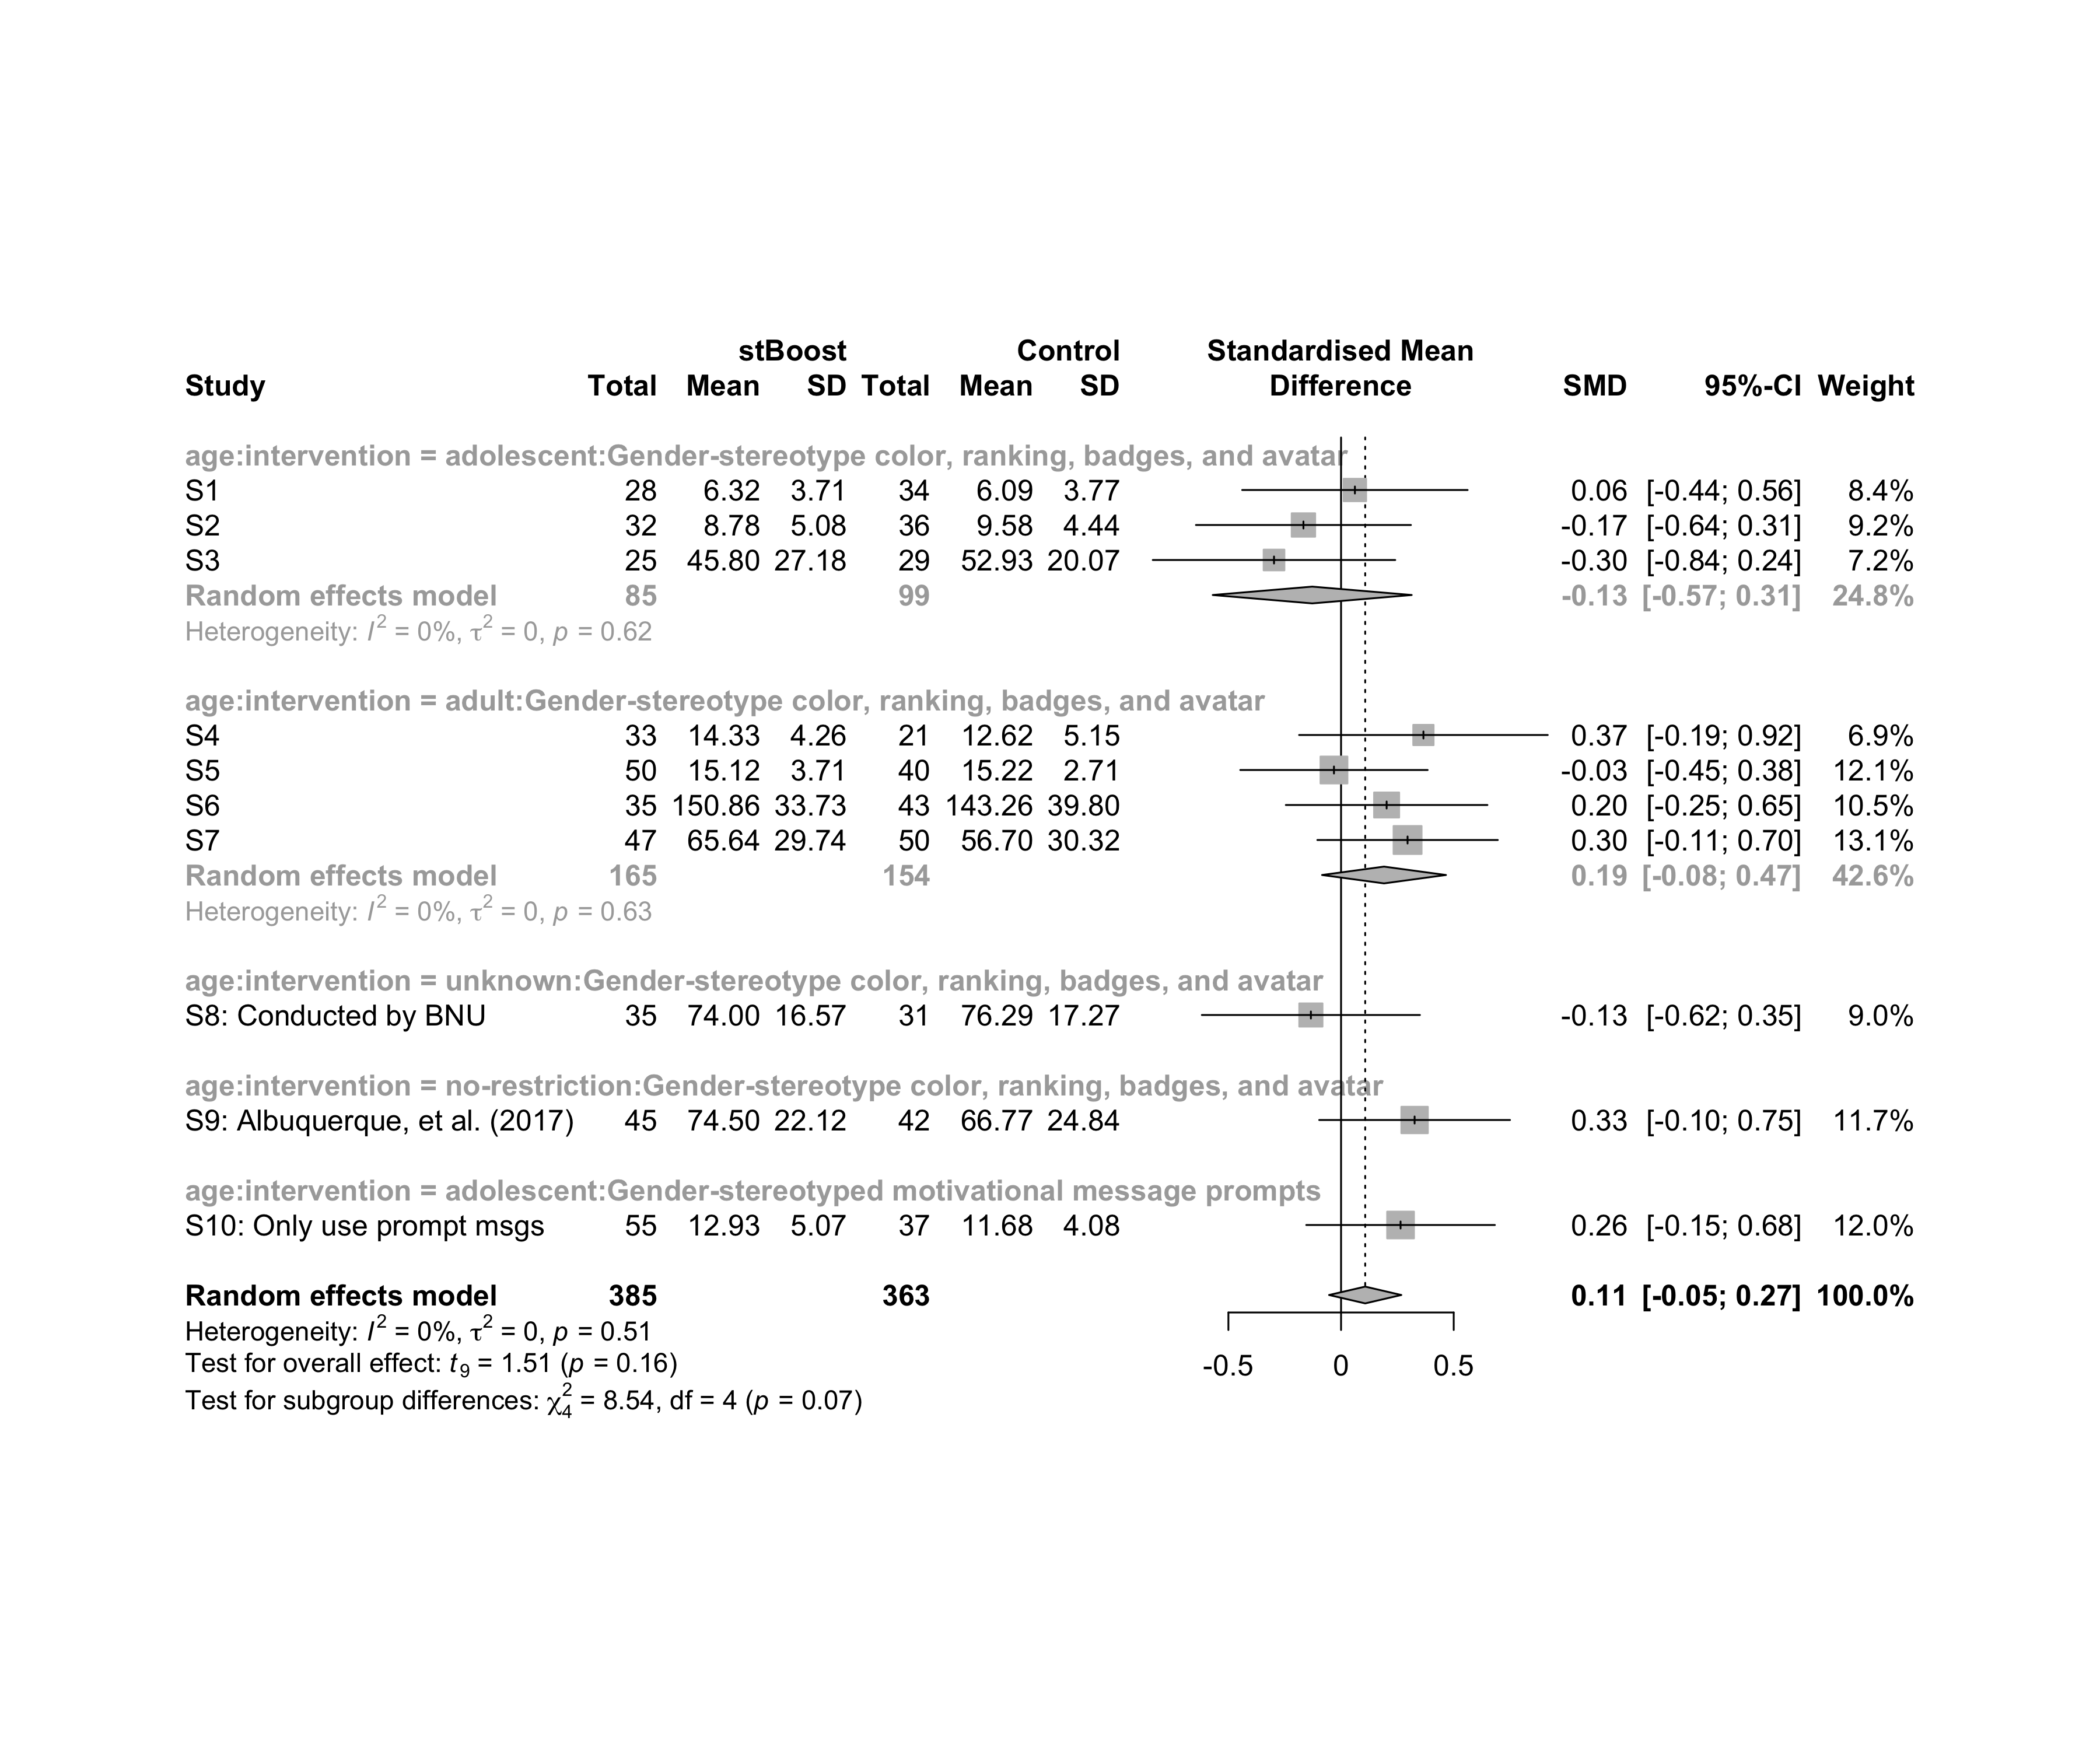 stBoost Control Standardised Mean
Study Total Mean SD Total Mean SD Difference SMD 95%-CI Weight
age:intervention = adolescent:Gender-stereotype color, ranking, badges, and avatar
S1 28 6.32 3.71 34 6.09 3.77 0.06 [-0.44; 0.56] 8.4%
S2 32 8.78 5.08 36 9.58 4.44 -0.17 [-0.64; 0.31] 9.2%
S3 25 45.80 27.18 29 52.93 20.07 -0.30 [-0.84; 0.24] 7.2%
Random effects model 85 99 -0.13 [-0.57; 0.31] 24.8%
Heterogeneity: I² = 0%, τ² = 0, p = 0.62
age:intervention = adult:Gender-stereotype color, ranking, badges, and avatar
S4 33 14.33 4.26 21 12.62 5.15 0.37 [-0.19; 0.92] 6.9%
S5 50 15.12 3.71 40 15.22 2.71 -0.03 [-0.45; 0.38] 12.1%
S6 35 150.86 33.73 43 143.26 39.80 0.20 [-0.25; 0.65] 10.5%
S7 47 65.64 29.74 50 56.70 30.32 0.30 [-0.11; 0.70] 13.1%
Random effects model 165 154 0.19 [-0.08; 0.47] 42.6%
Heterogeneity: I² = 0%, τ² = 0, p = 0.63
age:intervention = unknown:Gender-stereotype color, ranking, badges, and avatar
S8: Conducted by BNU 35 74.00 16.57 31 76.29 17.27 -0.13 [-0.62; 0.35] 9.0%
age:intervention = no-restriction:Gender-stereotype color, ranking, badges, and avatar
S9: Albuquerque, et al. (2017) 45 74.50 22.12 42 66.77 24.84 0.33 [-0.10; 0.75] 11.7%
age:intervention = adolescent:Gender-stereotyped motivational message prompts
S10: Only use prompt msgs 55 12.93 5.07 37 11.68 4.08 0.26 [-0.15; 0.68] 12.0%
Random effects model 385 363 0.11 [-0.05; 0.27] 100.0%
Heterogeneity: I² = 0%, τ² = 0, p = 0.51
Test for overall effect: t₉ = 1.51 (p = 0.16) -0.5 0 0.5
Test for subgroup differences: χ²₄ = 8.54, df = 4 (p = 0.07)